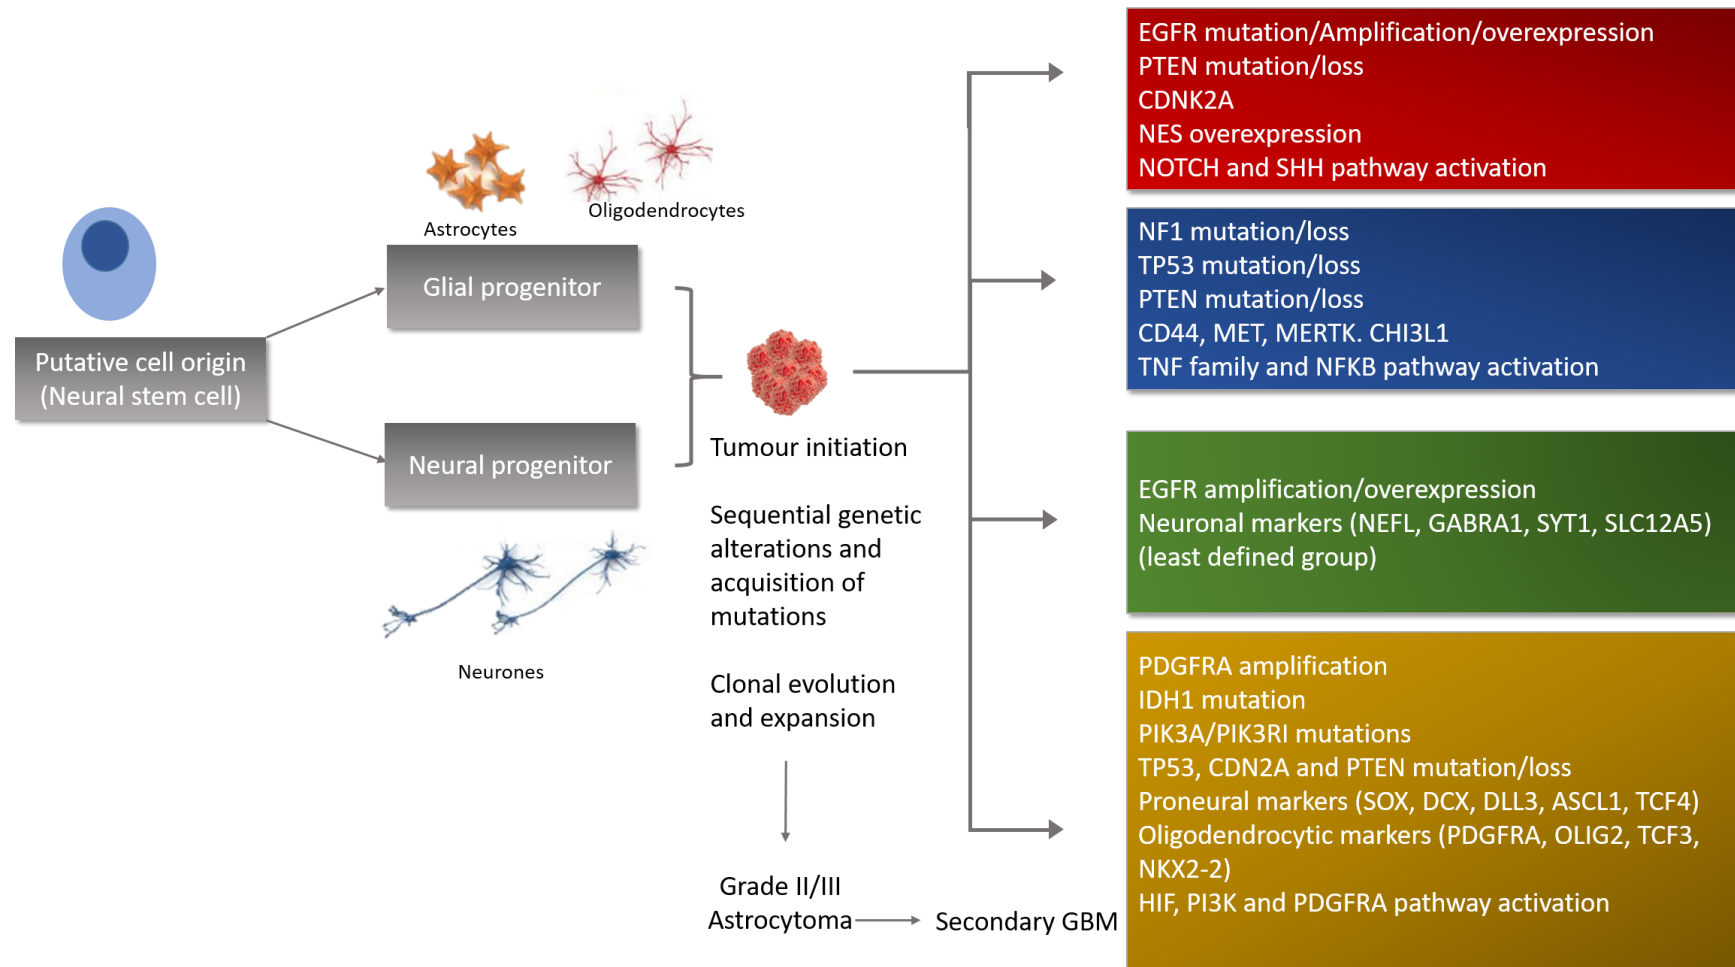 Putative cell origin
(Neural stem cell)
Astrocytes
Oligodendrocytes
Glial progenitor
Neural progenitor
Neurones
Tumour initiation
Sequential genetic
alterations and
acquisition of
mutations
Clonal evolution
and expansion
Grade II/III
Astrocytoma
Secondary GBM
EGFR mutation/Amplification/overexpression
PTEN mutation/loss
CDNK2A
NES overexpression
NOTCH and SHH pathway activation
NF1 mutation/loss
TP53 mutation/loss
PTEN mutation/loss
CD44, MET, MERTK. CHI3L1
TNF family and NFKB pathway activation
EGFR amplification/overexpression
Neuronal markers (NEFL, GABRA1, SYT1, SLC12A5)
(least defined group)
PDGFRA amplification
IDH1 mutation
PIK3A/PIK3RI mutations
TP53, CDN2A and PTEN mutation/loss
Proneural markers (SOX, DCX, DLL3, ASCL1, TCF4)
Oligodendrocytic markers (PDGFRA, OLIG2, TCF3,
NKX2-2)
HIF, PI3K and PDGFRA pathway activation